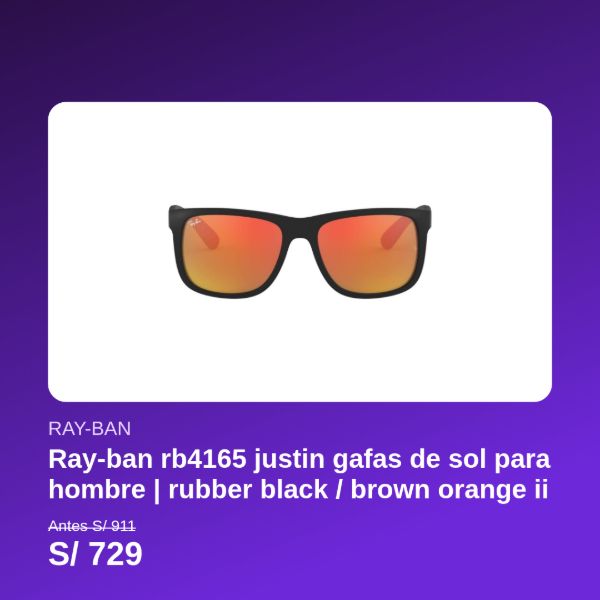 RAY-BAN
Ray-ban rb4165 justin gafas de sol para
hombre | rubber black / brown orange ii
Antes S/ 911
S/ 729